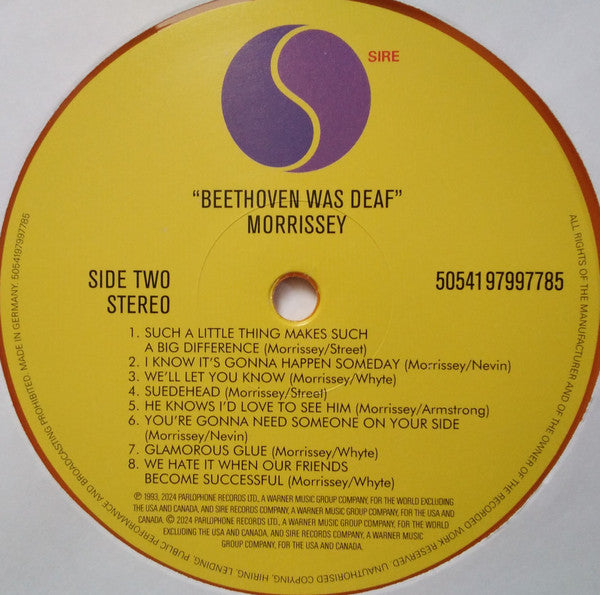 SIRE
“BEETHOVEN WAS DEAF”
MORRISSEY
SIDE TWO
STEREO
5054197997785
1. SUCH A LITTLE THING MAKES SUCH
A BIG DIFFERENCE (Morrissey/Street)
2. I KNOW IT'S GONNA HAPPEN SOMEDAY (Morrissey/Nevin)
3. WE'LL LET YOU KNOW (Morrissey/Whyte)
4. SUEDEHEAD (Morrissey/Street)
5. HE KNOWS I'D LOVE TO SEE HIM (Morrissey/Armstrong)
6. YOU'RE GONNA NEED SOMEONE ON YOUR SIDE
(Morrissey/Nevin)
7. GLAMOROUS GLUE (Morrissey/Whyte)
8. WE HATE IT WHEN OUR FRIENDS
BECOME SUCCESSFUL (Morrissey/Whyte)
℗ 1993, 2024 PARLOPHONE RECORDS LTD., A WARNER MUSIC GROUP COMPANY, FOR THE WORLD EXCLUDING
THE USA AND CANADA, AND SIRE RECORDS COMPANY, A WARNER MUSIC GROUP COMPANY, FOR THE USA AND
CANADA. © 2024 PARLOPHONE RECORDS LTD., A WARNER MUSIC GROUP COMPANY, FOR THE WORLD
EXCLUDING THE USA AND CANADA, AND SIRE RECORDS COMPANY, A WARNER MUSIC
GROUP COMPANY, FOR THE USA AND CANADA.
ALL RIGHTS OF THE MANUFACTURER AND OF THE OWNER OF THE RECORDED WORK RESERVED. UNAUTHORISED COPYING, HIRING, LENDING, PUBLIC PERFORMANCE AND BROADCASTING PROHIBITED. MADE IN GERMANY. 5054197997785